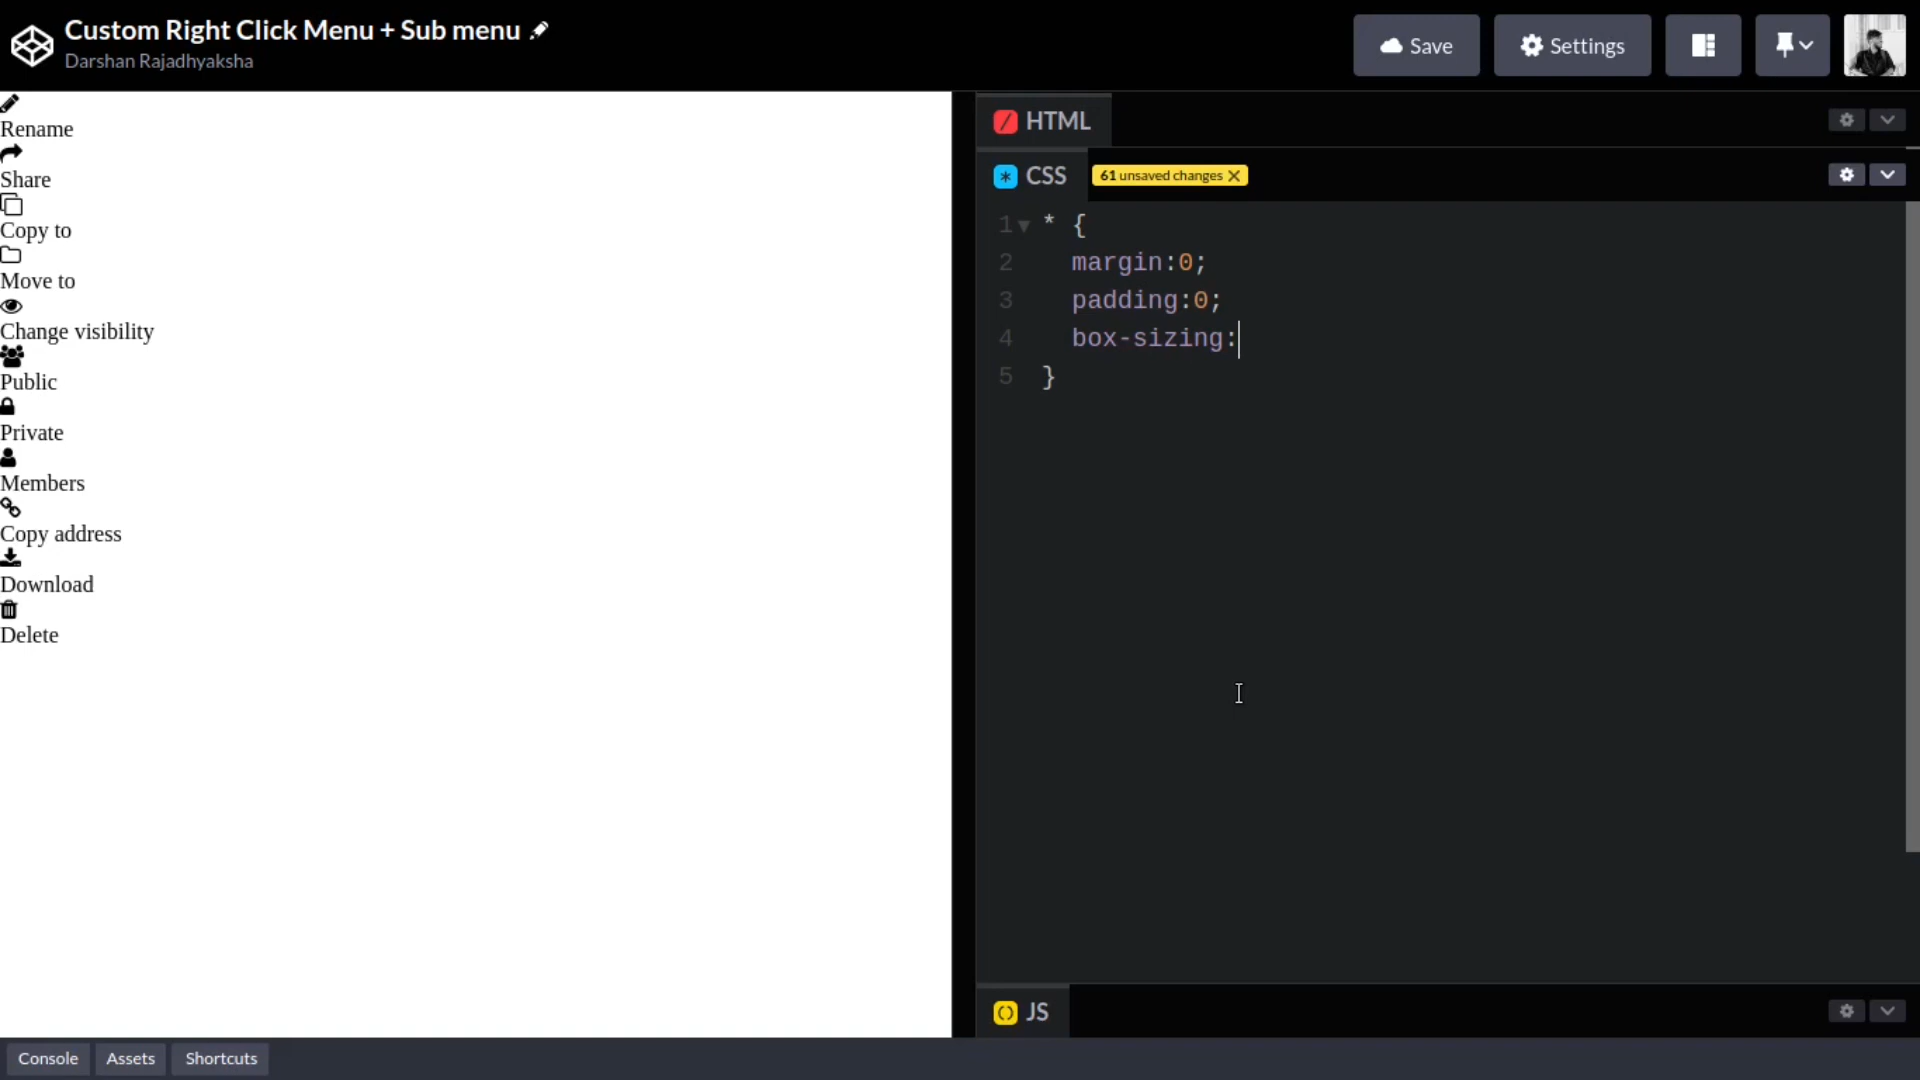 Custom Right Click Menu + Sub menu
Darshan Rajadhyaksha
Save
Settings
Rename
Share
Copy to
Move to
Change visibility
Public
Private
Members
Copy address
Download
Delete
HTML
CSS
61 unsaved changes
1 * {
2 margin:0;
3 padding:0;
4 box-sizing:
5 }
JS
Console
Assets
Shortcuts